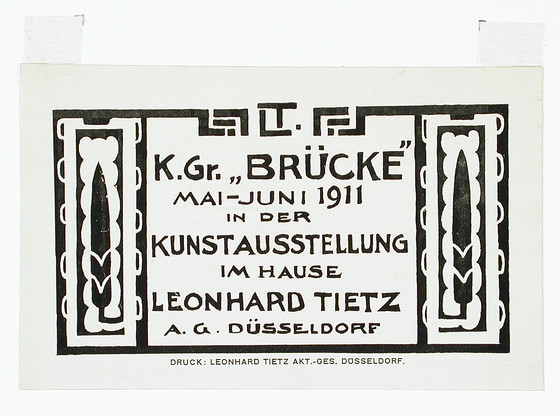 LT.
K.Gr. „BRÜCKE”
MAI-JUNI 1911
IN DER
KUNSTAUSSTELLUNG
IM HAUSE
LEONHARD TIETZ
A. G. DÜSSELDORF
DRUCK: LEONHARD TIETZ AKT.-GES. DÜSSELDORF.